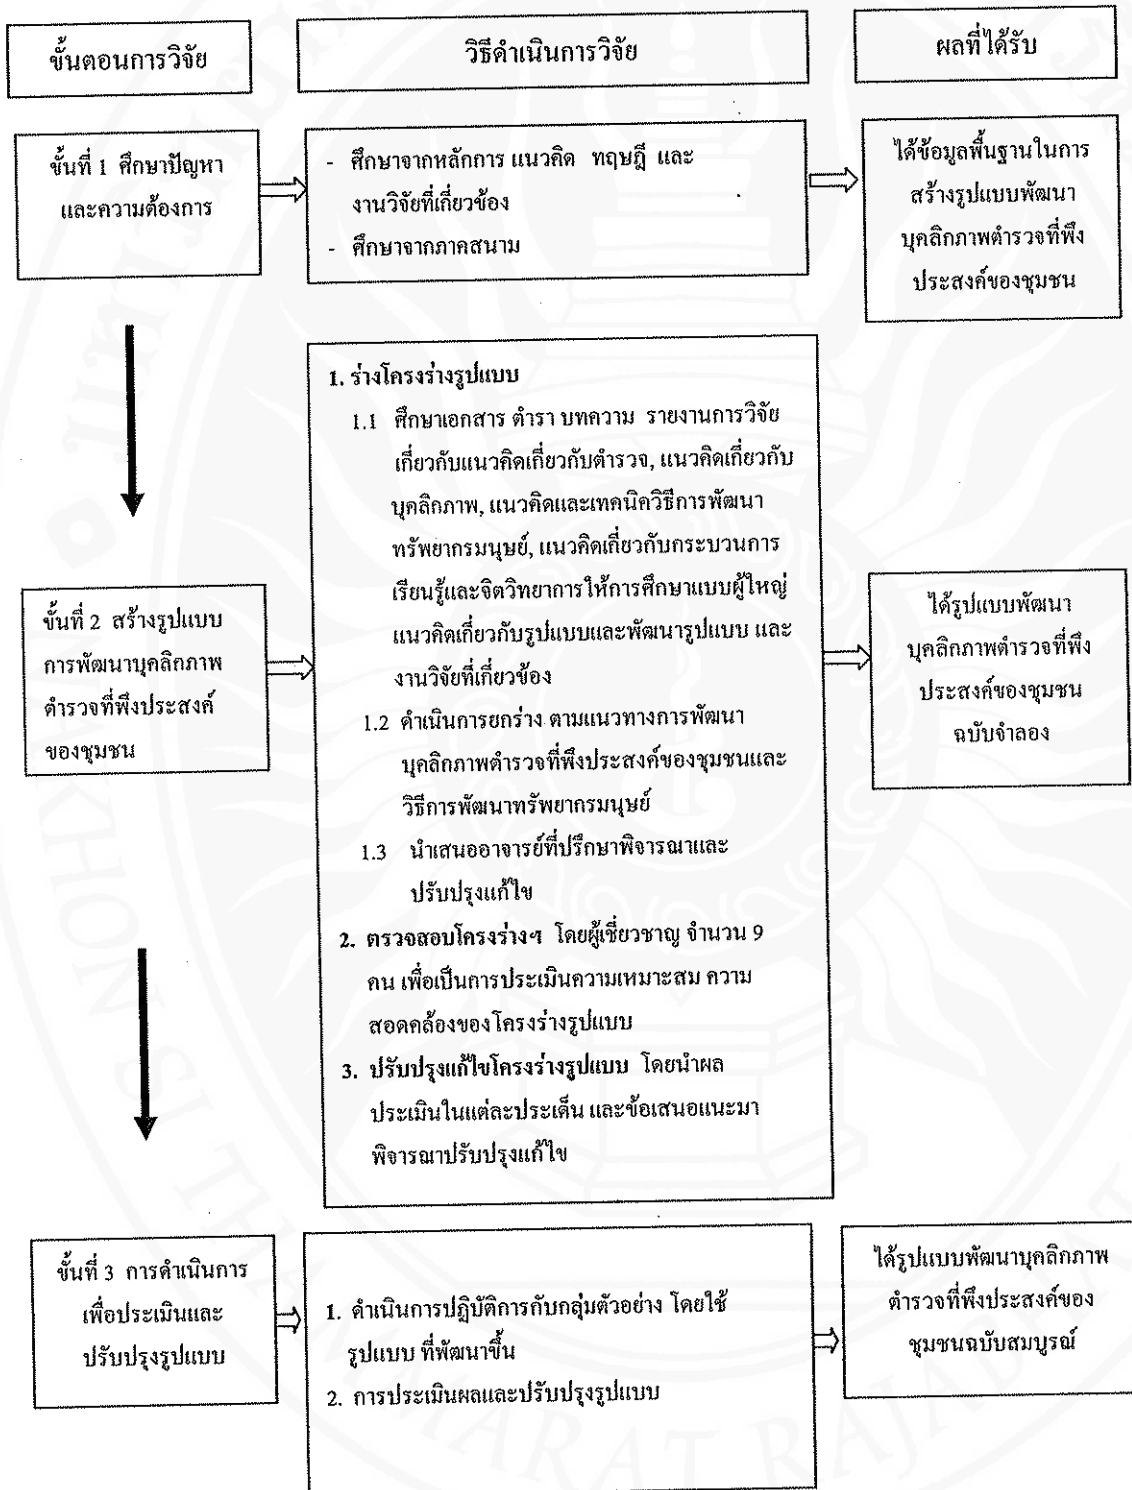 ขั้นตอนการวิจัย
วิธีดำเนินการวิจัย
ผลที่ได้รับ
ขั้นที่ 1 ศึกษาปัญหา
และความต้องการ
- ศึกษาจากหลักการ แนวคิด ทฤษฎี และ
งานวิจัยที่เกี่ยวข้อง
- ศึกษาจากภาคสนาม
ได้ข้อมูลพื้นฐานในการ
สร้างรูปแบบพัฒนา
บุคลิกภาพตำรวจที่พึง
ประสงค์ของชุมชน
ขั้นที่ 2 สร้างรูปแบบ
การพัฒนาบุคลิกภาพ
ตำรวจที่พึงประสงค์
ของชุมชน
1. ร่างโครงร่างรูปแบบ
1.1 ศึกษาเอกสาร ตำรา บทความ รายงานการวิจัย
เกี่ยวกับแนวคิดเกี่ยวกับตำรวจ, แนวคิดเกี่ยวกับ
บุคลิกภาพ, แนวคิดและเทคนิควิธีการพัฒนา
ทรัพยากรมนุษย์, แนวคิดเกี่ยวกับกระบวนการ
เรียนรู้และจิตวิทยาการให้การศึกษาแบบผู้ใหญ่
แนวคิดเกี่ยวกับรูปแบบและพัฒนารูปแบบ และ
งานวิจัยที่เกี่ยวข้อง
1.2 ดำเนินการยกร่าง ตามแนวทางการพัฒนา
บุคลิกภาพตำรวจที่พึงประสงค์ของชุมชนและ
วิธีการพัฒนาทรัพยากรมนุษย์
1.3 นำเสนออาจารย์ที่ปรึกษาพิจารณาและ
ปรับปรุงแก้ไข
2. ตรวจสอบโครงร่างฯ โดยผู้เชี่ยวชาญ จำนวน 9
คน เพื่อเป็นการประเมินความเหมาะสม ความ
สอดคล้องของโครงร่างรูปแบบ
3. ปรับปรุงแก้ไขโครงร่างรูปแบบ โดยนำผล
ประเมินในแต่ละประเด็น และข้อเสนอแนะมา
พิจารณาปรับปรุงแก้ไข
ได้รูปแบบพัฒนา
บุคลิกภาพตำรวจที่พึง
ประสงค์ของชุมชน
ฉบับจำลอง
ขั้นที่ 3 การดำเนินการ
เพื่อประเมินและ
ปรับปรุงรูปแบบ
1. ดำเนินการปฏิบัติการกับกลุ่มตัวอย่าง โดยใช้
รูปแบบ ที่พัฒนาขึ้น
2. การประเมินผลและปรับปรุงรูปแบบ
ได้รูปแบบพัฒนาบุคลิกภาพ
ตำรวจที่พึงประสงค์ของ
ชุมชนฉบับสมบูรณ์